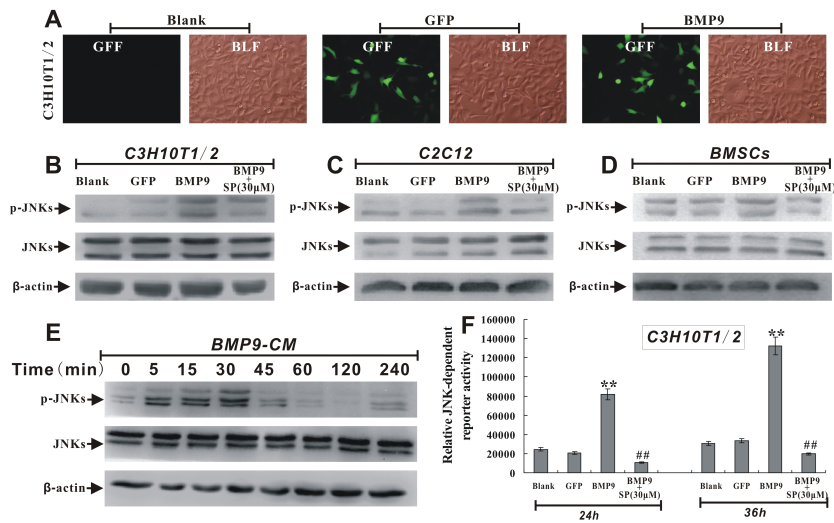 A
Blank
GFP
BMP9
C3H10T1/2
GFF
BLF
GFF
BLF
GFF
BLF
B
C3H10T1/2
Blank
GFP
BMP9
BMP9
+
SP(30μM)
p-JNKs
JNKs
β-actin
C
C2C12
Blank
GFP
BMP9
BMP9
+
SP(30μM)
p-JNKs
JNKs
β-actin
D
BMSCs
Blank
GFP
BMP9
BMP9
+
SP(30μM)
p-JNKs
JNKs
β-actin
E
BMP9-CM
Time(min) 0 5 15 30 45 60 120 240
p-JNKs
JNKs
β-actin
F
C3H10T1/2
Relative JNK-dependent
reporter activity
160000
140000
120000
100000
80000
60000
40000
20000
0
**
##
**
##
Blank
GFP
BMP9
BMP9
+
SP(30μM)
Blank
GFP
BMP9
BMP9
+
SP(30μM)
24h
36h